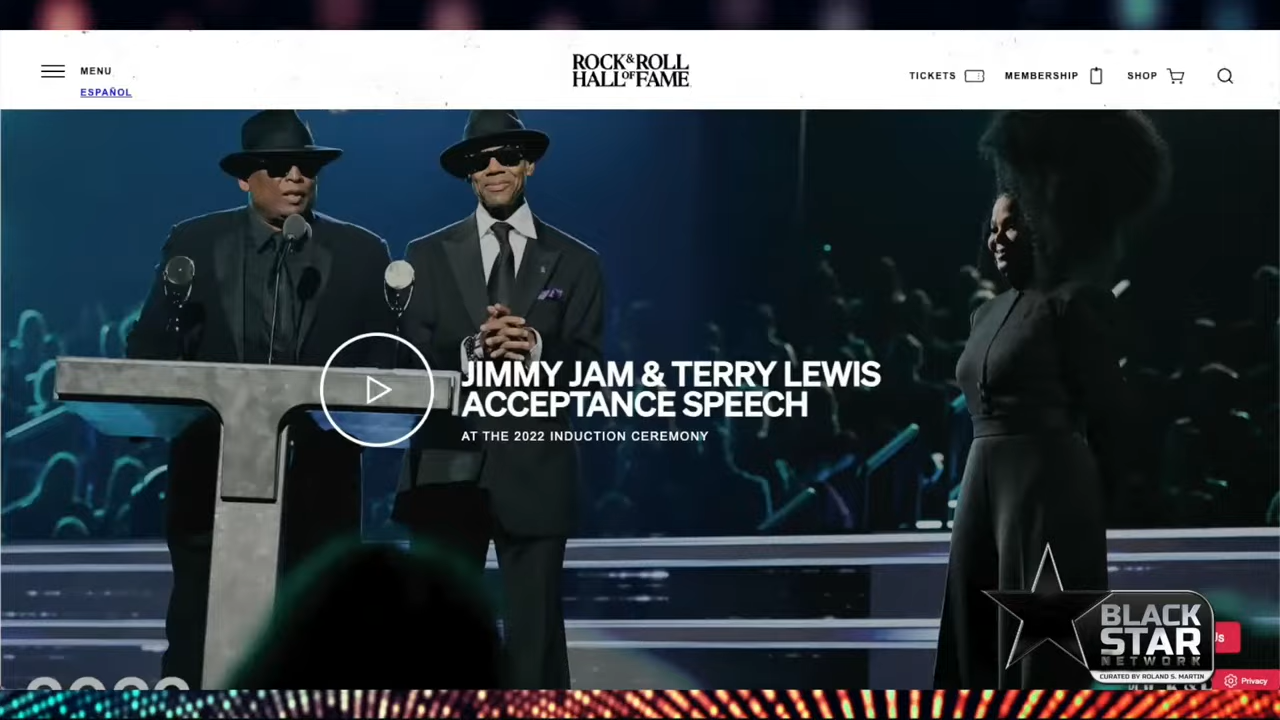 MENU
ESPAÑOL
ROCK & ROLL
HALL OF FAME
TICKETS
MEMBERSHIP
SHOP
JIMMY JAM & TERRY LEWIS
ACCEPTANCE SPEECH
AT THE 2022 INDUCTION CEREMONY
BLACK
STAR
NETWORK
CURATED BY ROLAND S. MARTIN
Privacy